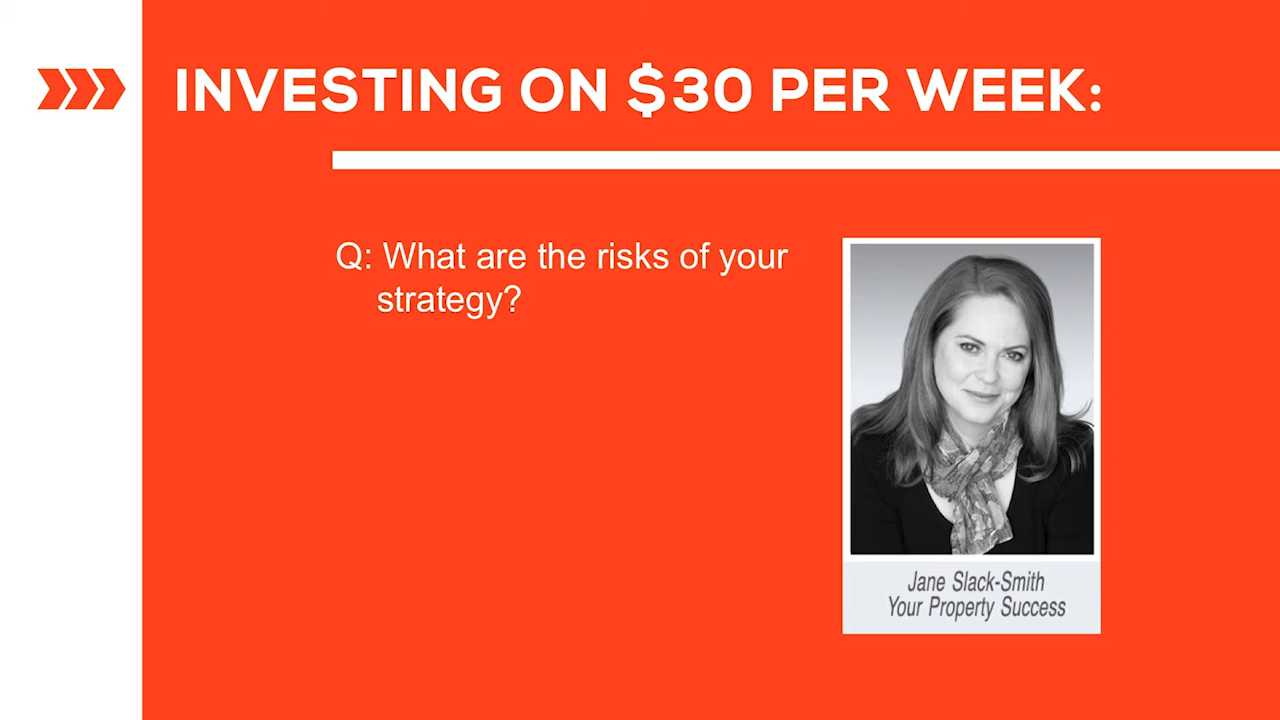 INVESTING ON $30 PER WEEK:
Q: What are the risks of your
strategy?
Jane Slack-Smith
Your Property Success